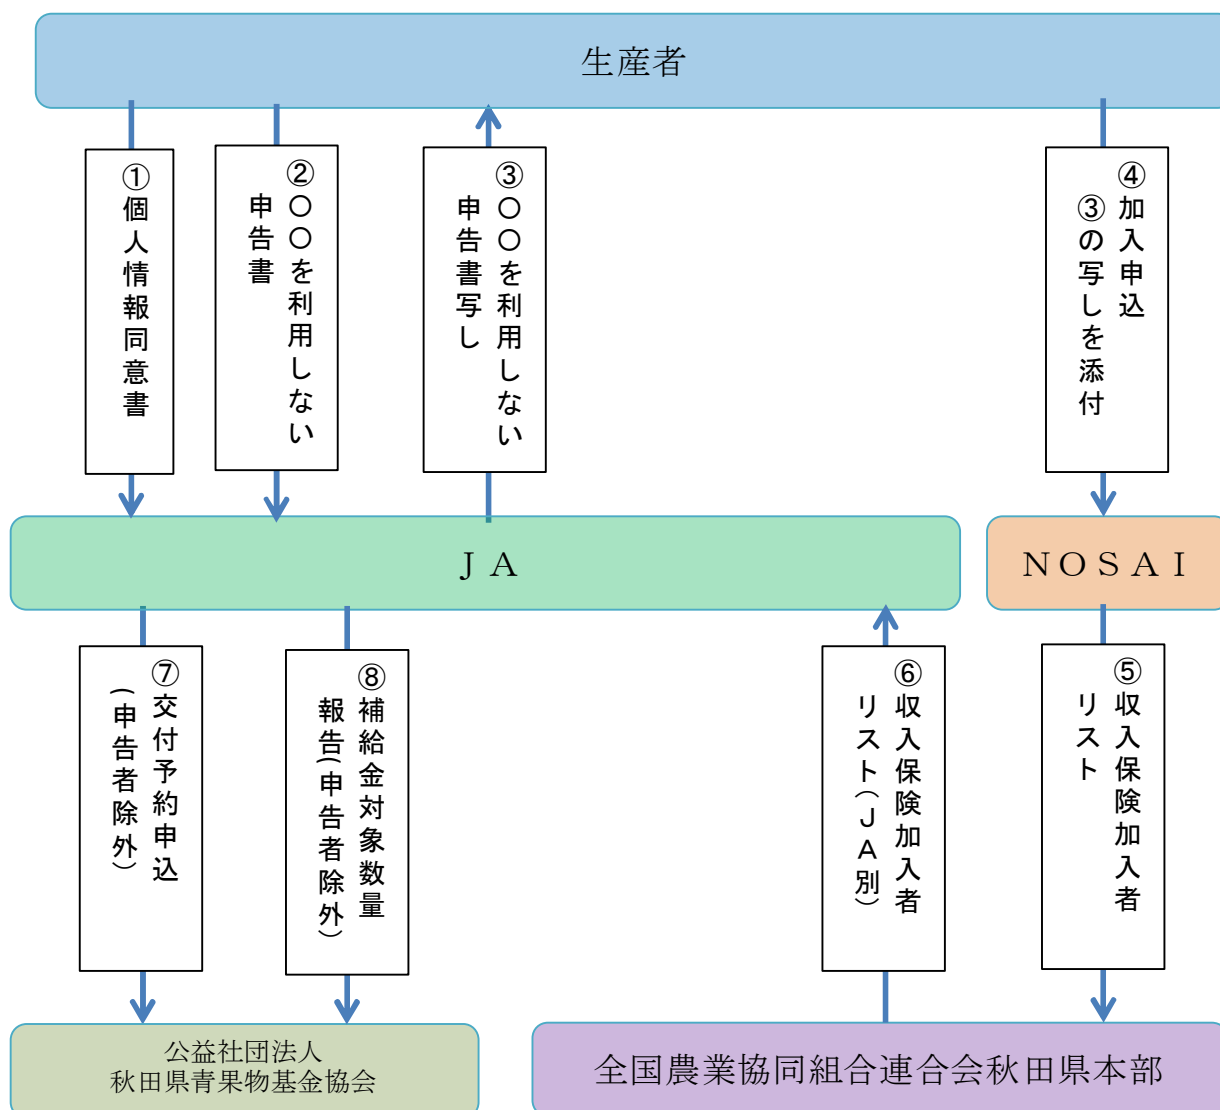 生産者
①個人情報同意書
②〇〇を利用しない
申告書
③〇〇を利用しない
申告書写し
④加入申込
③の写しを添付
ＪＡ
ＮＯＳＡＩ
⑦交付予約申込
(申告者除外)
⑧補給金対象数量
報告(申告者除外)
⑥収入保険加入者
リスト(ＪＡ別)
⑤収入保険加入者
リスト
公益社団法人
秋田県青果物基金協会
全国農業協同組合連合会秋田県本部